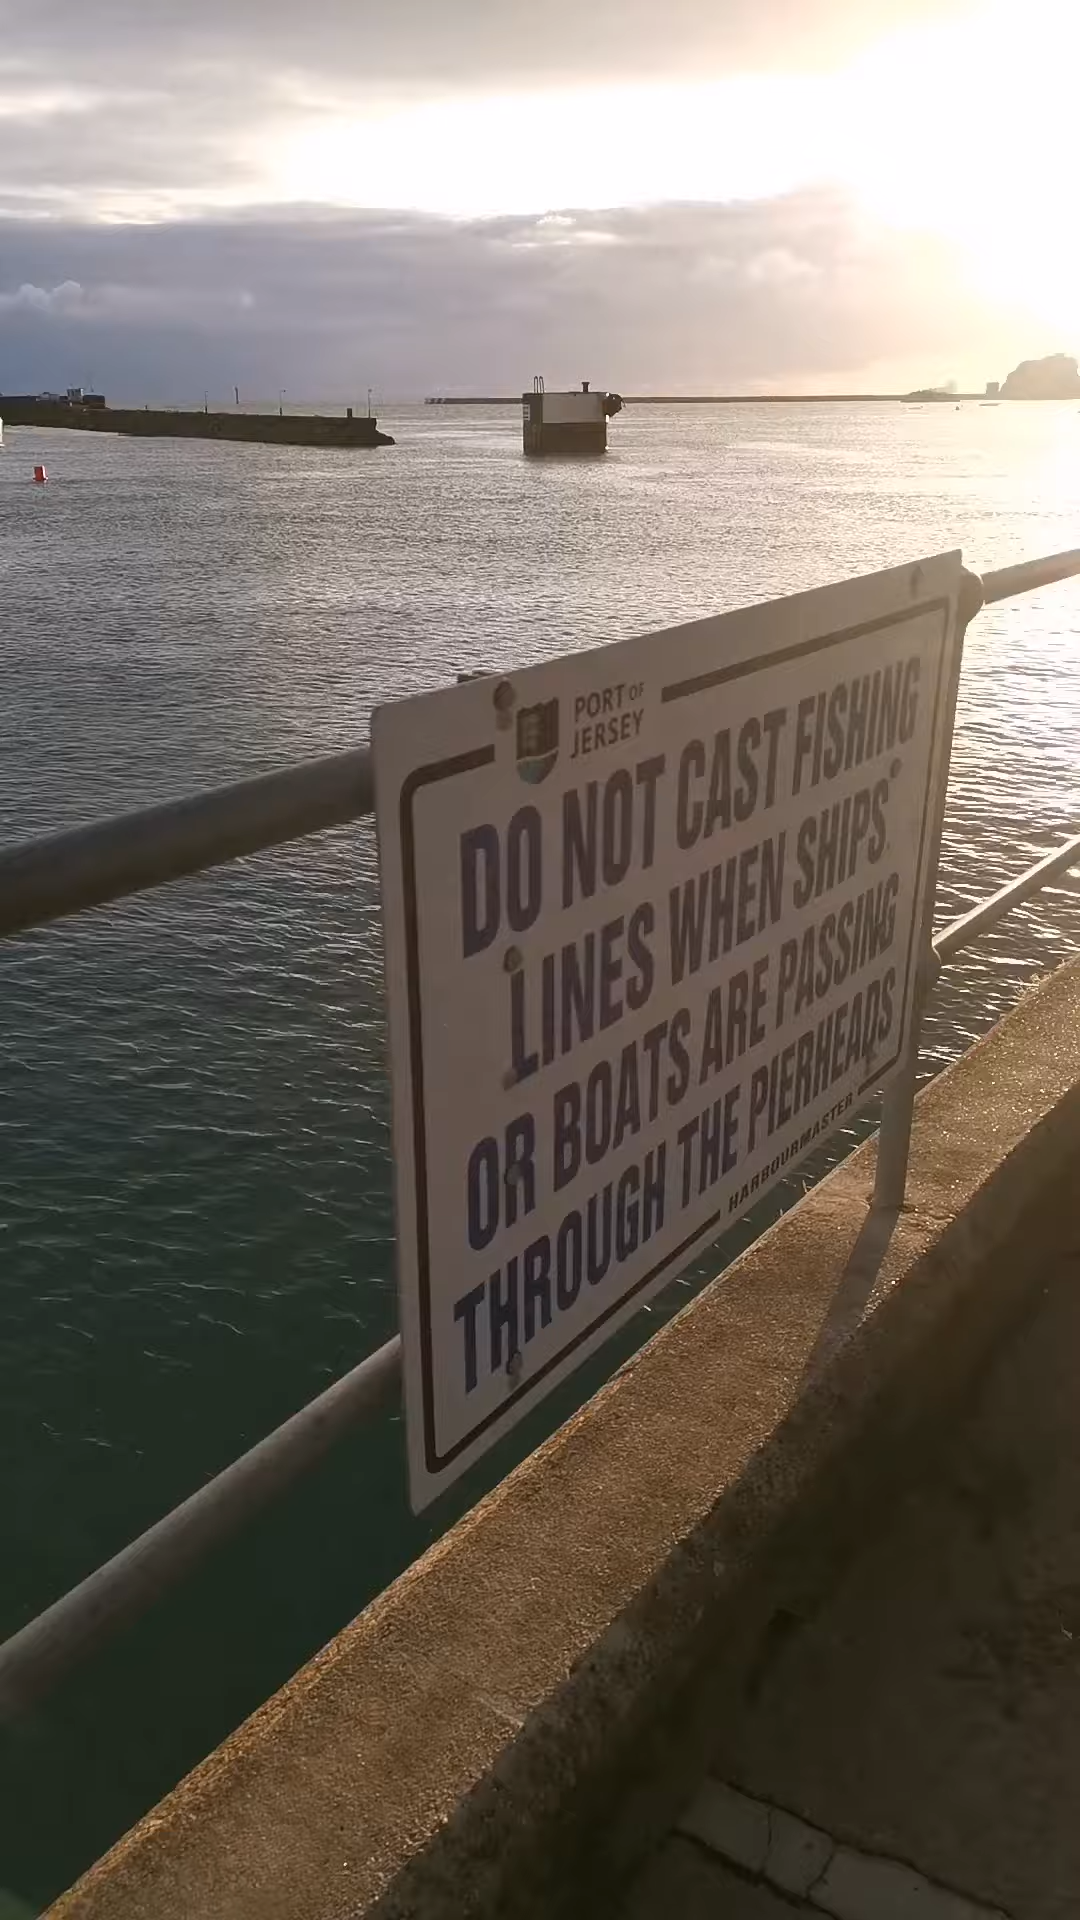 PORT OF
JERSEY
DO NOT CAST FISHING
LINES WHEN SHIPS
OR BOATS ARE PASSING
THROUGH THE PIERHEADS
HARBOURMASTER